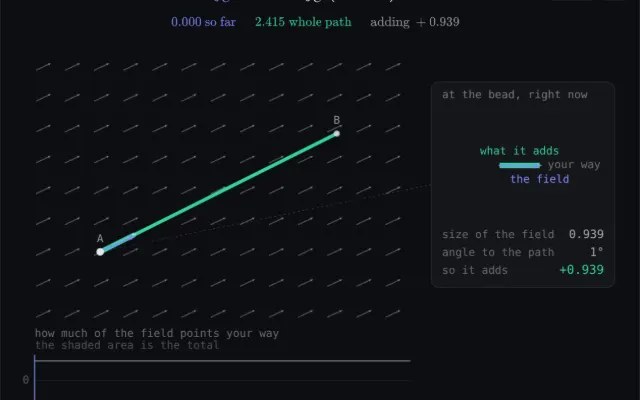 0.000 so far 2.415 whole path adding + 0.939
at the bead, right now
B
what it adds
your way
the field
A
size of the field 0.939
angle to the path 1°
so it adds +0.939
how much of the field points your way
the shaded area is the total
0